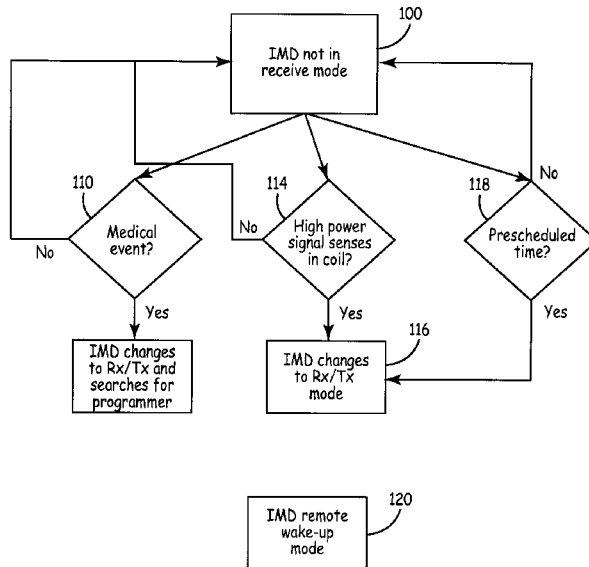 100
IMD not in
receive mode
110
Medical
event?
No
Yes
114
High power
signal senses
in coil?
No
Yes
118
Prescheduled
time?
No
Yes
IMD changes
to Rx/Tx and
searches for
programmer
116
IMD changes
to Rx/Tx
mode
120
IMD remote
wake-up
mode